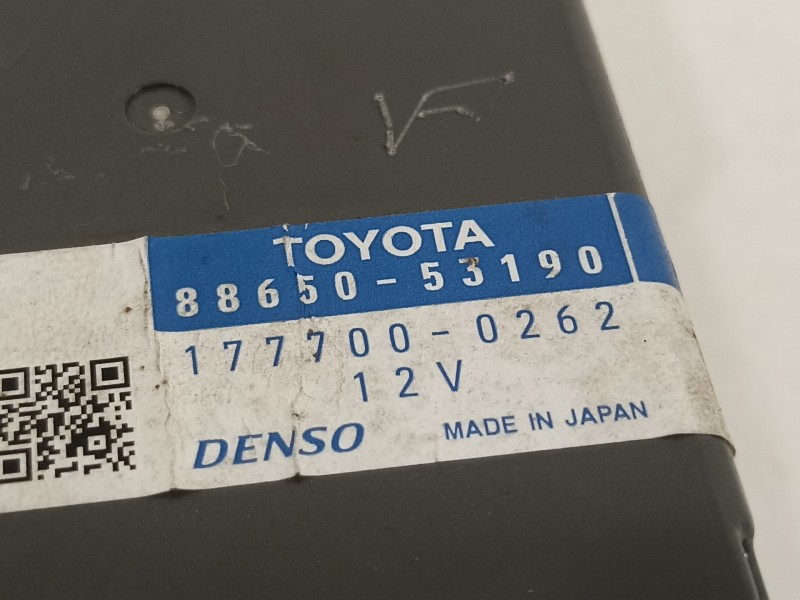 TOYOTA
88650-53190
177700-0262
12V
DENSO MADE IN JAPAN